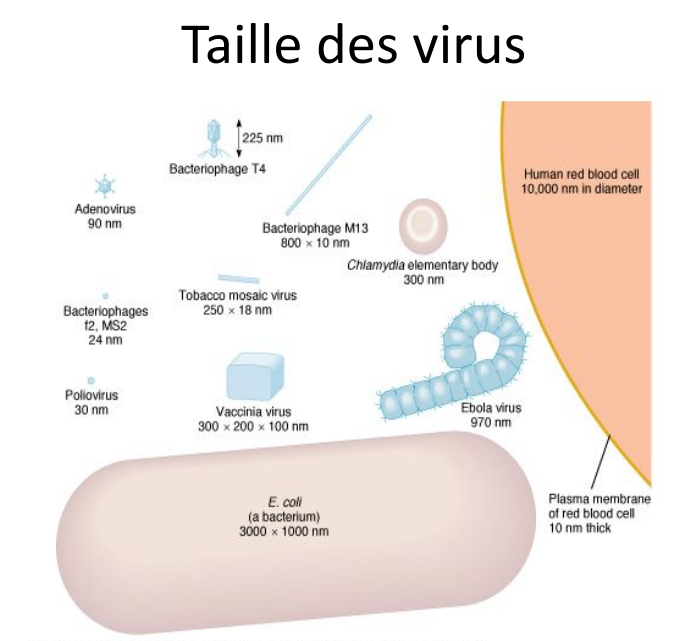 Taille des virus
225 nm
Bacteriophage T4
Human red blood cell
10,000 nm in diameter
Adenovirus
90 nm
Bacteriophage M13
800 × 10 nm
Chlamydia elementary body
300 nm
Tobacco mosaic virus
250 × 18 nm
Bacteriophages
f2, MS2
24 nm
Poliovirus
30 nm
Vaccinia virus
300 × 200 × 100 nm
Ebola virus
970 nm
E. coli
(a bacterium)
3000 × 1000 nm
Plasma membrane
of red blood cell
10 nm thick